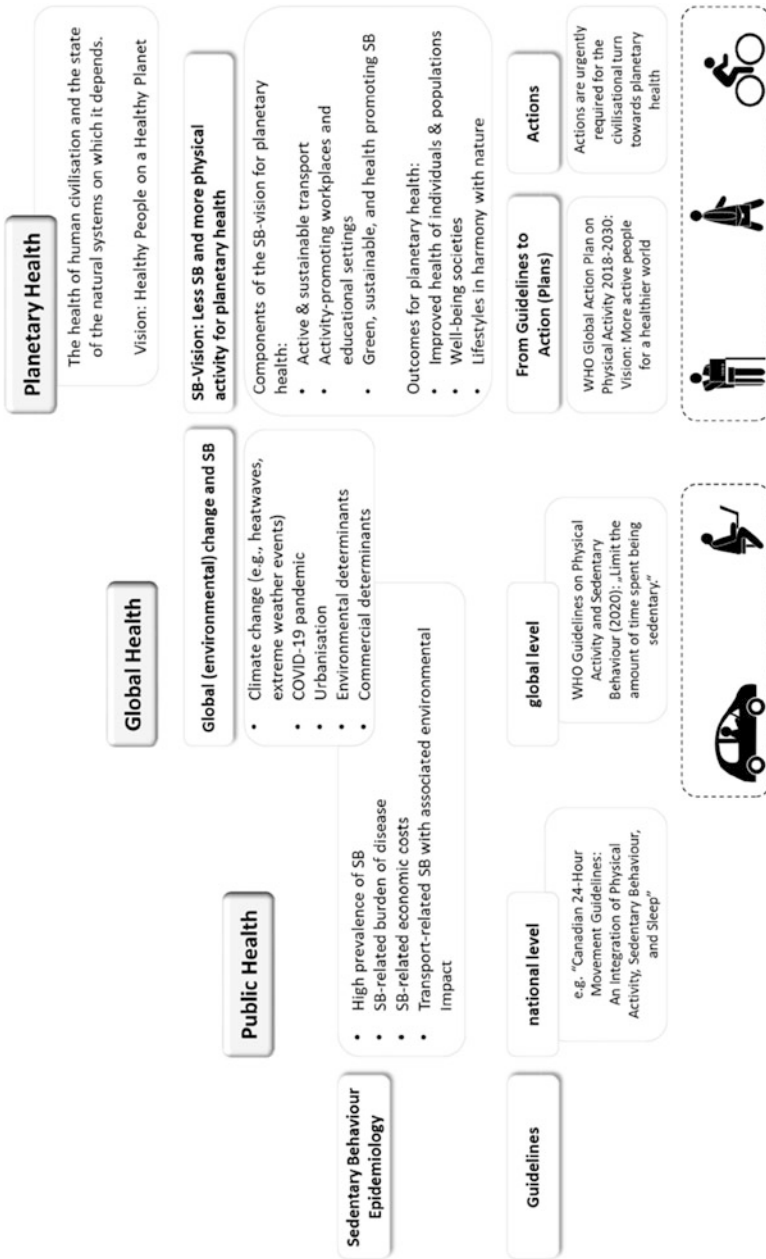 Planetary Health
The health of human civilisation and the state
of the natural systems on which it depends.
Vision: Healthy People on a Healthy Planet
Global Health
Public Health
Sedentary Behaviour
Epidemiology
• High prevalence of SB
• SB-related burden of disease
• SB-related economic costs
• Transport-related SB with associated environmental
Impact
Global (environmental) change and SB
• Climate change (e.g., heatwaves,
extreme weather events)
• COVID-19 pandemic
• Urbanisation
• Environmental determinants
• Commercial determinants
SB-Vision: Less SB and more physical
activity for planetary health
Components of the SB-vision for planetary
health:
• Active & sustainable transport
• Activity-promoting workplaces and
educational settings
• Green, sustainable, and health promoting SB
Outcomes for planetary health:
• Improved health of individuals & populations
• Well-being societies
• Lifestyles in harmony with nature
Guidelines
national level
e.g. "Canadian 24-Hour
Movement Guidelines:
An Integration of Physical
Activity, Sedentary Behaviour,
and Sleep"
global level
WHO Guidelines on Physical
Activity and Sedentary
Behaviour (2020): „Limit the
amount of time spent being
sedentary."
From Guidelines to
Action (Plans)
WHO Global Action Plan on
Physical Activity 2018-2030:
Vision: More active people
for a healthier world
Actions
Actions are urgently
required for the
civilisational turn
towards planetary
health